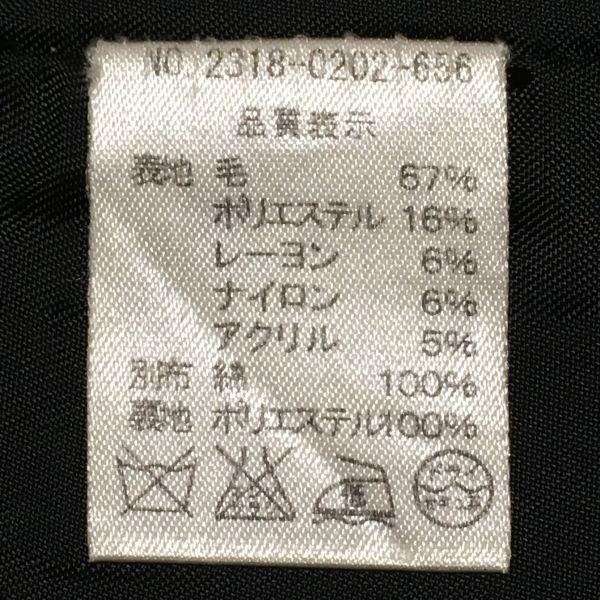 NO.2318-0202-656
品質表示
表地 毛 67%
ポリエステル 16%
レーヨン 6%
ナイロン 6%
アクリル 5%
別布 綿 100%
裏地 ポリエステル100%